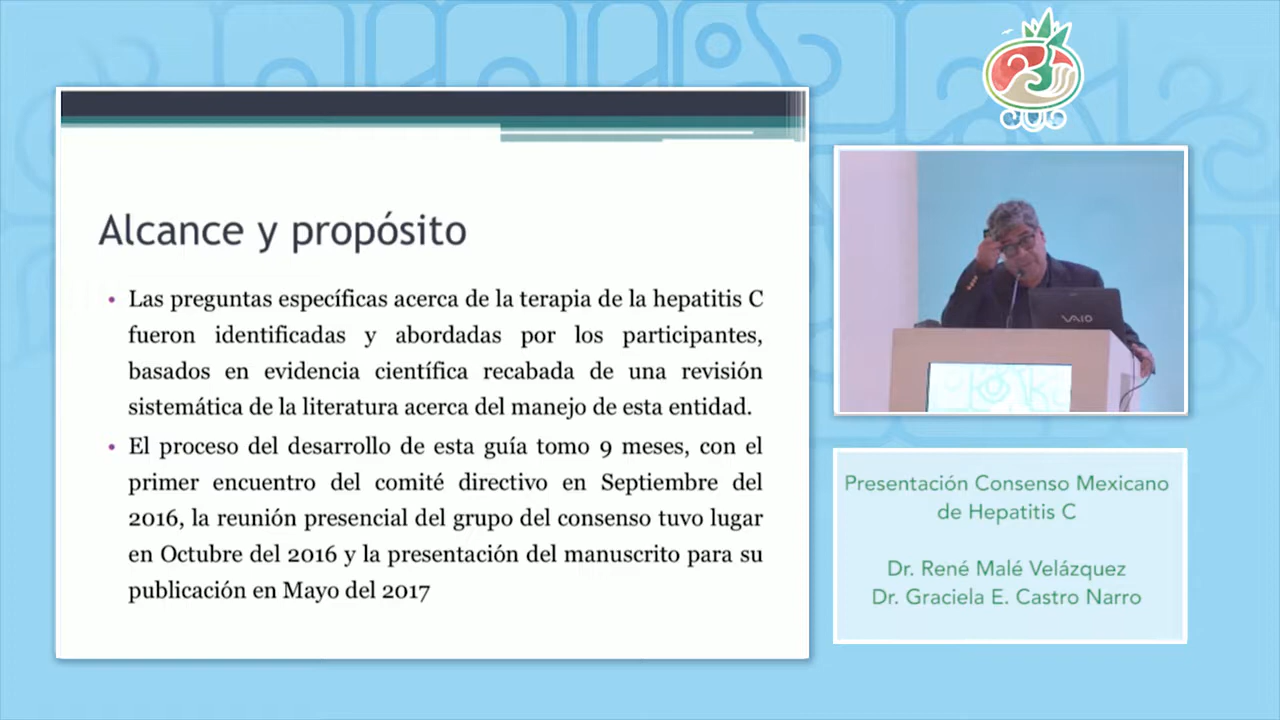 Alcance y propósito
• Las preguntas específicas acerca de la terapia de la hepatitis C
fueron identificadas y abordadas por los participantes,
basados en evidencia científica recabada de una revisión
sistemática de la literatura acerca del manejo de esta entidad.
• El proceso del desarrollo de esta guía tomo 9 meses, con el
primer encuentro del comité directivo en Septiembre del
2016, la reunión presencial del grupo del consenso tuvo lugar
en Octubre del 2016 y la presentación del manuscrito para su
publicación en Mayo del 2017
VAIO
Presentación Consenso Mexicano
de Hepatitis C
Dr. René Malé Velázquez
Dr. Graciela E. Castro Narro